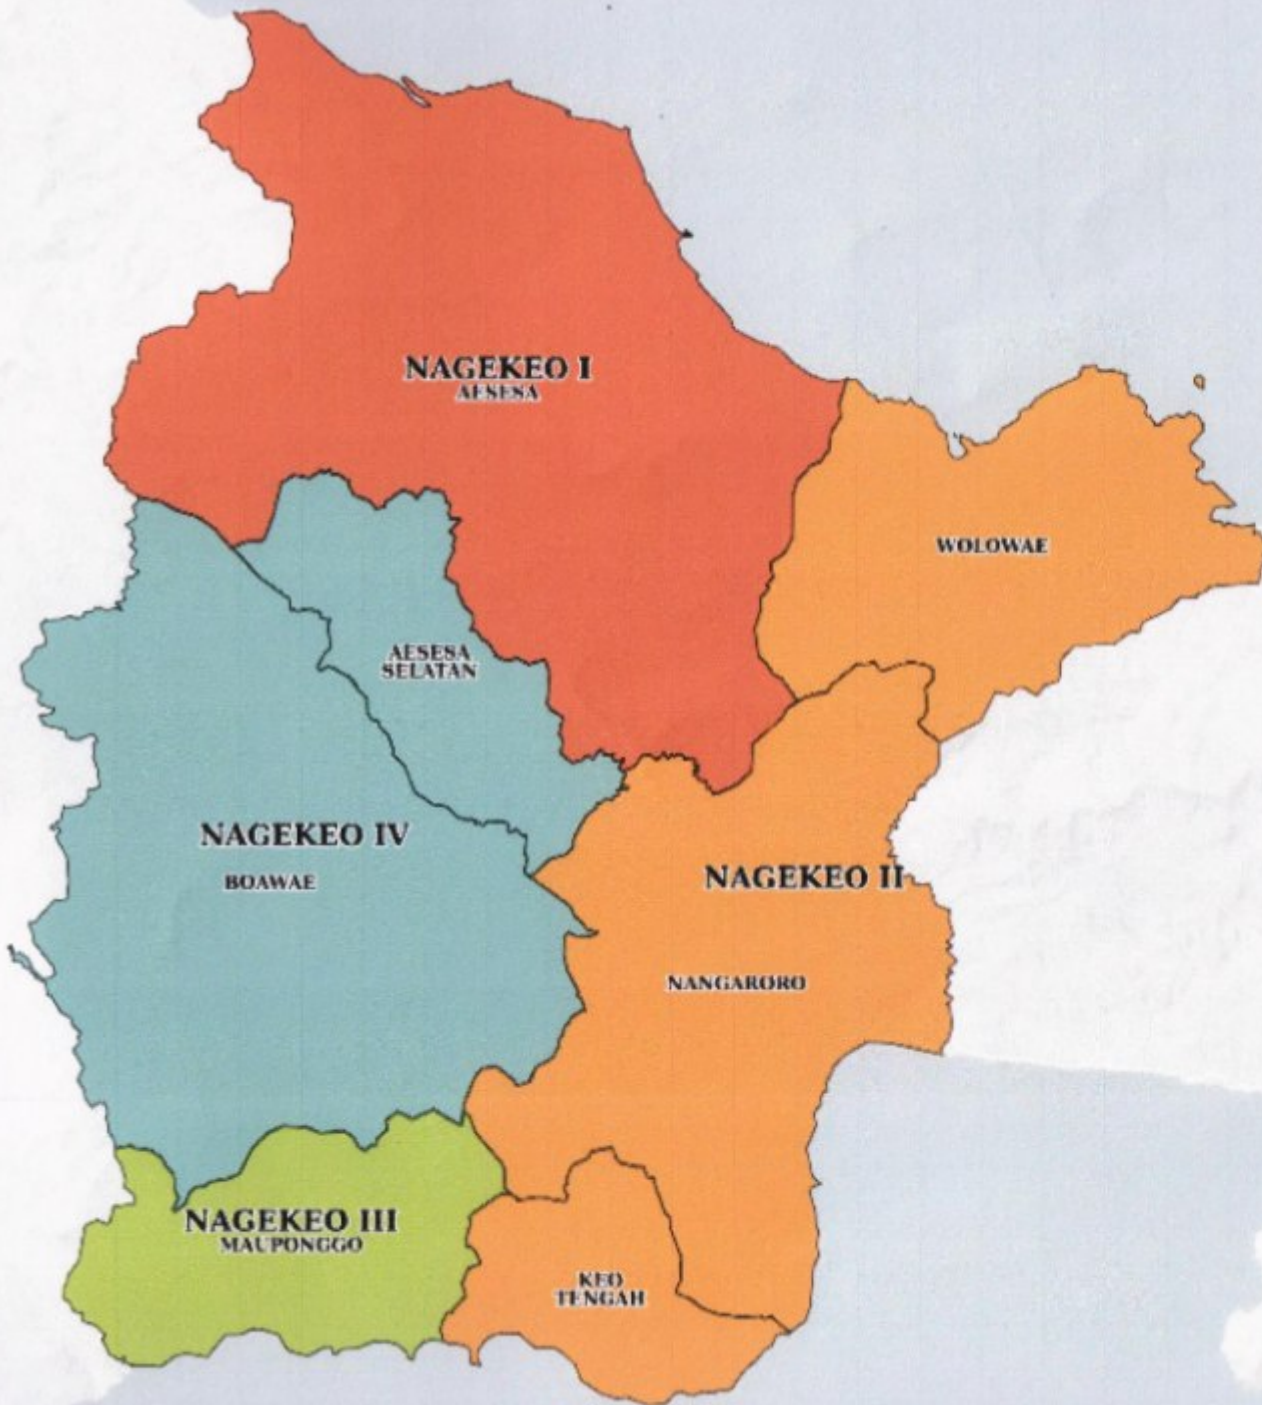 NAGEKEO I
AESESA
WOLOWAE
AESESA
SELATAN
NAGEKEO IV
BOAWAE
NAGEKEO II
NANGARORO
NAGEKEO III
MAUPONGGO
KEO
TENGAH